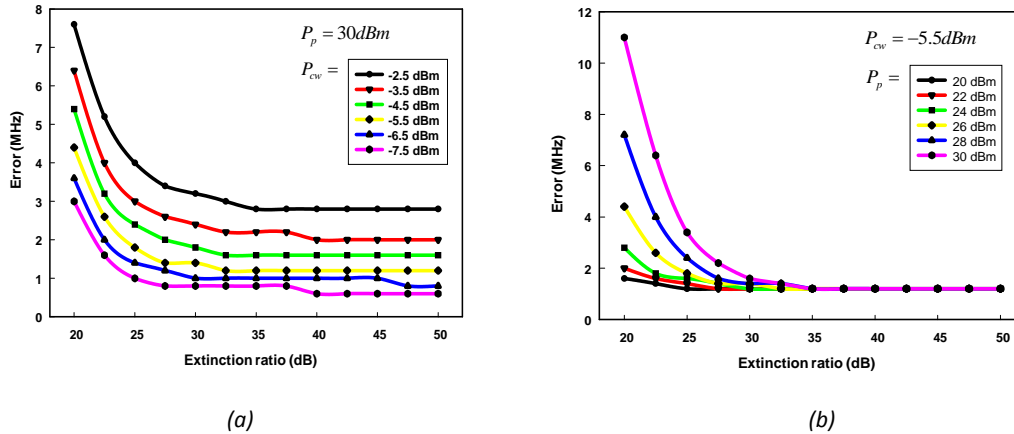 (a)
P_p = 30dBm
P_cw =
-2.5 dBm
-3.5 dBm
-4.5 dBm
-5.5 dBm
-6.5 dBm
-7.5 dBm
Error (MHz)
8
7
6
5
4
3
2
1
0
20 25 30 35 40 45 50
Extinction ratio (dB)
(a)
(b)
P_cw = −5.5dBm
P_p =
20 dBm
22 dBm
24 dBm
26 dBm
28 dBm
30 dBm
Error (MHz)
12
10
8
6
4
2
0
20 25 30 35 40 45 50
Extinction ratio (dB)
(b)